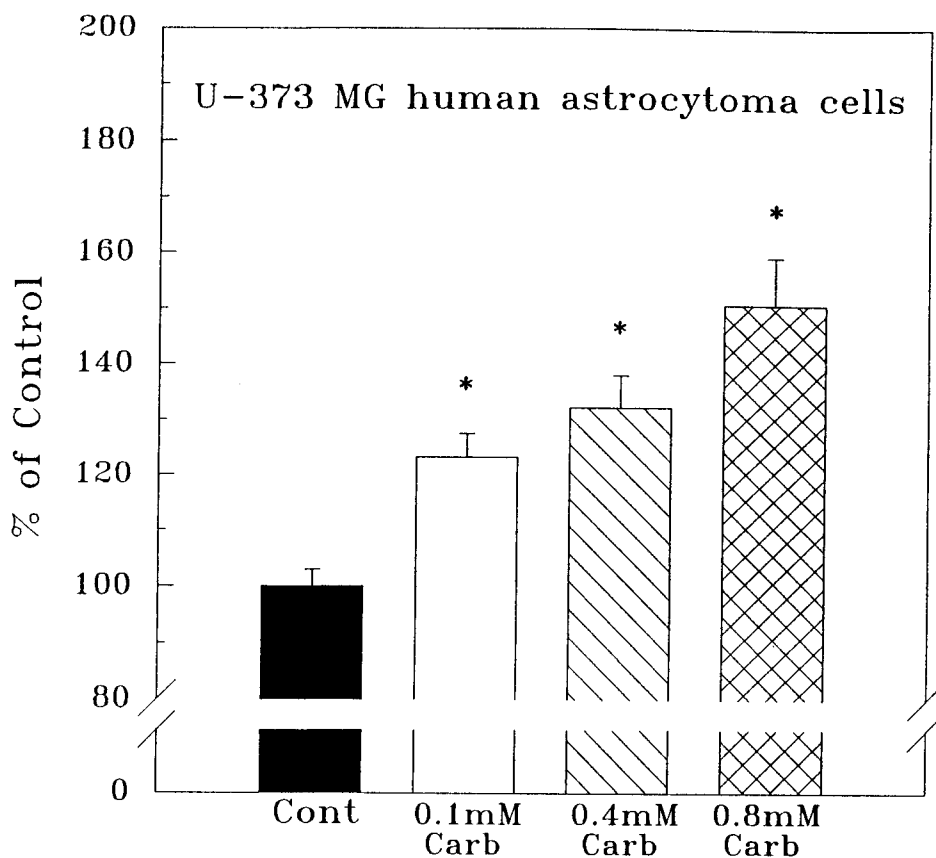 200
U-373 MG human astrocytoma cells
180
*
160
*
140
*
120
100
80
0
% of Control
Cont
0.1mM
Carb
0.4mM
Carb
0.8mM
Carb